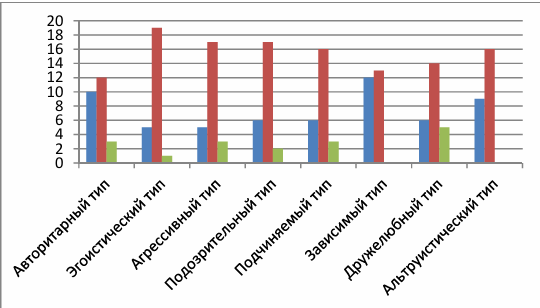 20
18
16
14
12
10
8
6
4
2
0
Авторитарный тип
Эгоистический тип
Агрессивный тип
Подозрительный тип
Подчиняемый тип
Зависимый тип
Дружелюбный тип
Альтруистический тип